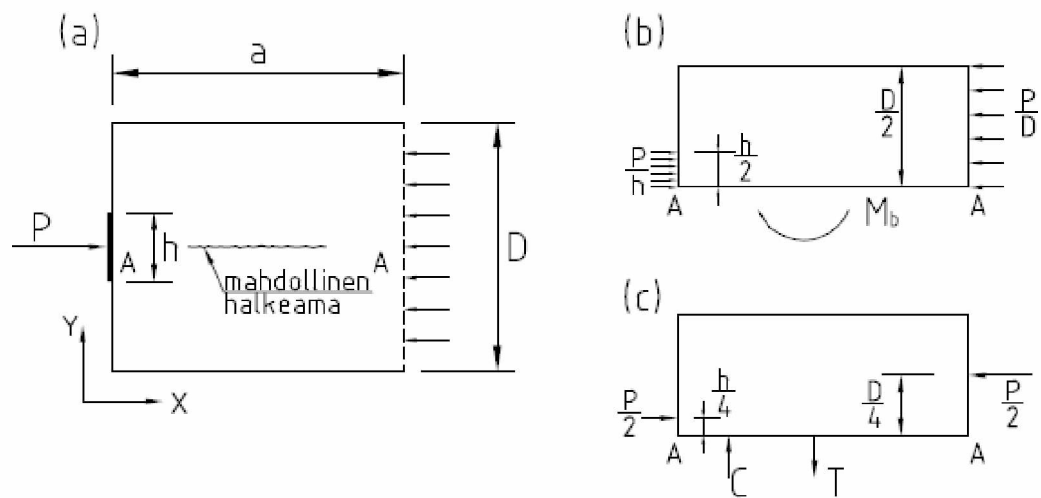 (a)
a
P
h
A
A
D
mahdollinen
halkeama
Y
X
(b)
D/2
P/D
P/h
h/2
A
A
M_b
(c)
h/4
D/4
P/2
P/2
A
A
C
T